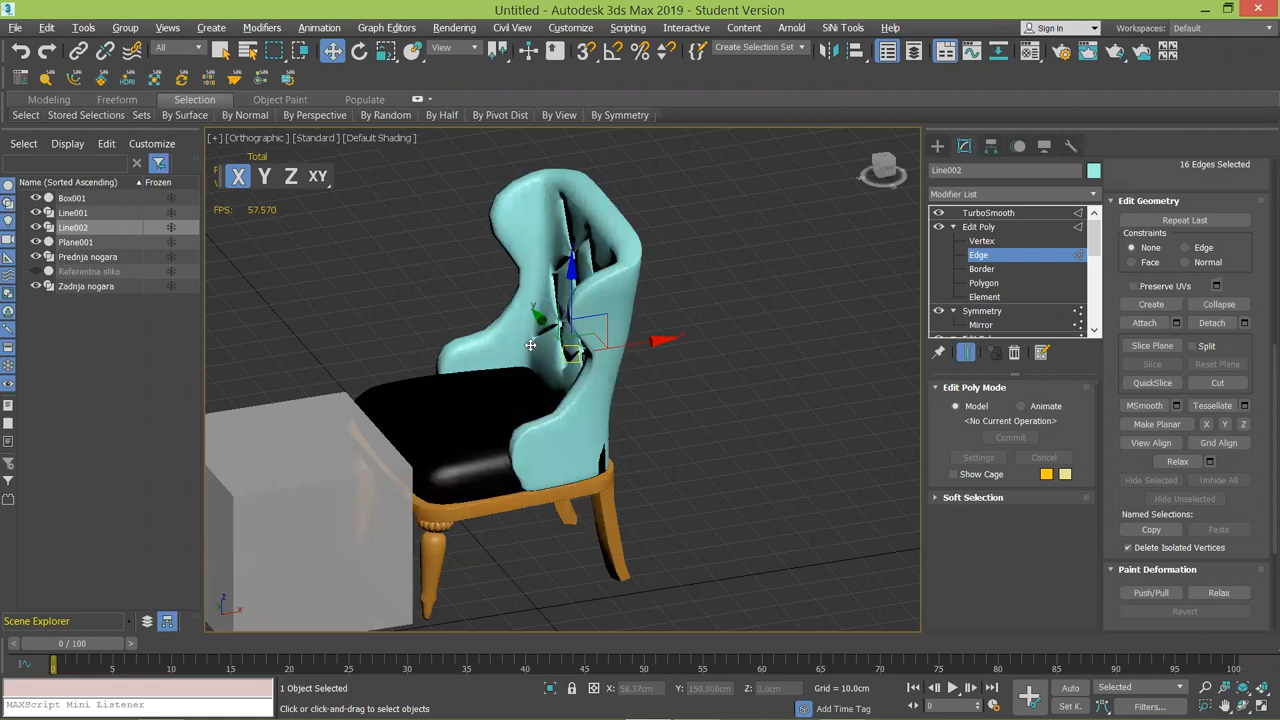 Untitled - Autodesk 3ds Max 2019 - Student Version
File Edit Tools Group Views Create Modifiers Animation Graph Editors Rendering Civil View Customize Scripting Interactive Content Arnold SiNi Tools Help Sign In Workspaces: Default
All View Create Selection Set
Modeling Freeform Selection Object Paint Populate
Select Stored Selections Sets By Surface By Normal By Perspective By Random By Half By Pivot Dist By View By Numeric By Symmetry
Select Display Edit Customize
Name (Sorted Ascending) Frozen
Box001
Line001
Line002
Plane001
Prednja nogara
Referentna slika
Zadnja nogara
Scene Explorer
[+] [Orthographic] [Standard] [Default Shading]
Total
X Y Z XY
FPS: 57.570
Line002
Modifier List
TurboSmooth
Edit Poly
Vertex
Edge
Border
Polygon
Element
Symmetry
Mirror
Edit Poly Mode
Model Animate
<No Current Operation>
Commit
Settings Cancel
Show Cage
Soft Selection
16 Edges Selected
Edit Geometry
Repeat Last
Constraints
None Edge
Face Normal
Preserve UVs
Create Collapse
Attach Detach
Slice Plane Split
Slice Reset Plane
QuickSlice Cut
MSmooth Tessellate
Make Planar X Y Z
View Align Grid Align
Relax
Hide Selected Unhide All
Hide Unselected
Named Selections:
Copy Paste
Delete Isolated Vertices
Paint Deformation
Push/Pull Relax
Revert
0 / 100
0 5 10 15 20 25 30 35 40 45 50 55 60 65 70 75 80 85 90 95 100
MAXScript Mini Listener
1 Object Selected
Click or click-and-drag to select objects
X: 58.37cm Y: 150.908cm Z: 0.0cm Grid = 10.0cm
Add Time Tag
0
Auto Selected
Set K. Filters...